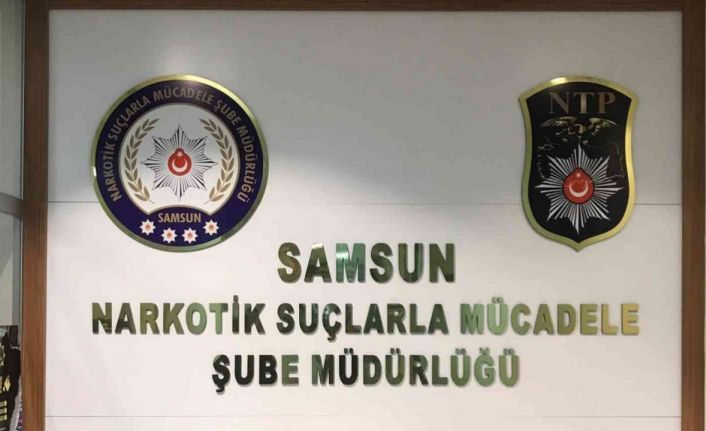 NARKOTİK SUÇLARLA MÜCADELE ŞUBE MÜDÜRLÜĞÜ
SAMSUN
NTP
SAMSUN
NARKOTİK SUÇLARLA MÜCADELE
ŞUBE MÜDÜRLÜĞÜ